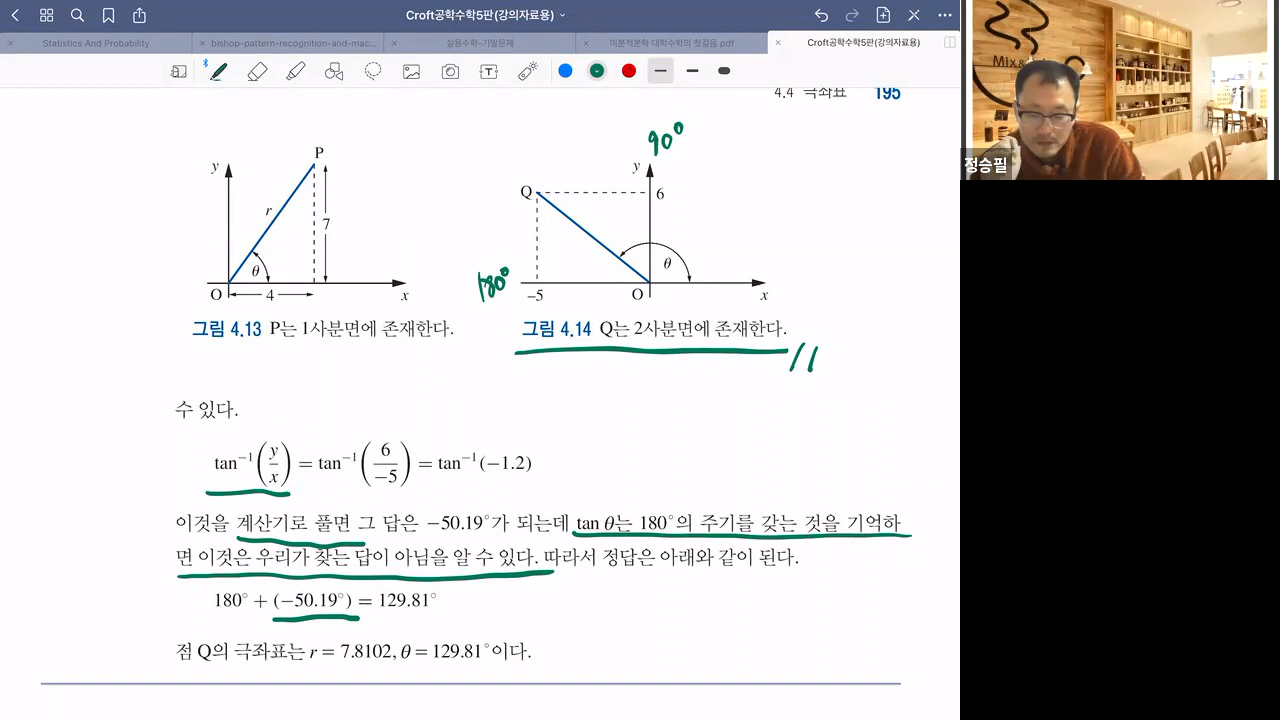 Croft공학수학5판(강의자료용)
Statistics And Probability
bishop-pattern-recognition-and-mac...
실용수학-기말문제
미분적분학 대학수학의 첫걸음.pdf
Croft공학수학5판(강의자료용)
Mix &
정승필
4.4 극좌표 195
90°
P
y
r
7
θ
O
4
x
y
Q
6
θ
180°
-5
O
x
그림 4.13 P는 1사분면에 존재한다.
그림 4.14 Q는 2사분면에 존재한다.
수 있다.
tan⁻¹(y/x) = tan⁻¹(6/-5) = tan⁻¹(-1.2)
이것을 계산기로 풀면 그 답은 -50.19°가 되는데 tan θ는 180°의 주기를 갖는 것을 기억하
면 이것은 우리가 찾는 답이 아님을 알 수 있다. 따라서 정답은 아래와 같이 된다.
180° + (-50.19°) = 129.81°
점 Q의 극좌표는 r = 7.8102, θ = 129.81°이다.